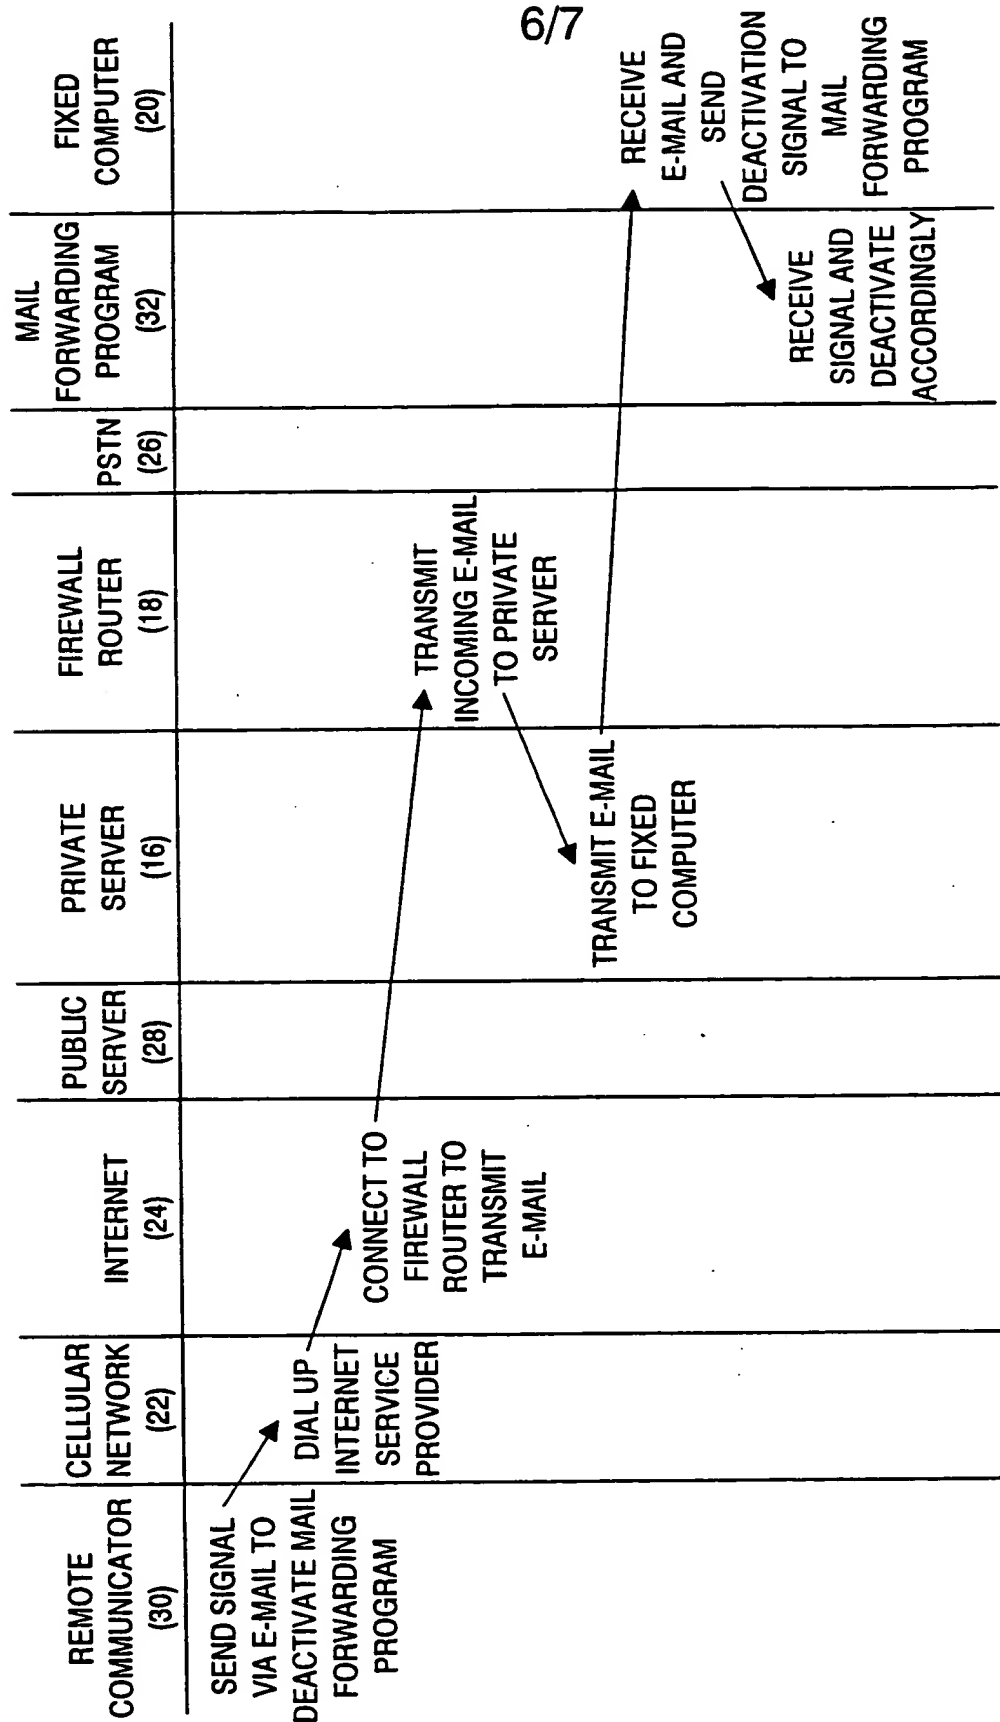 6/7
REMOTE
COMMUNICATOR
(30)
CELLULAR
NETWORK
(22)
INTERNET
(24)
PUBLIC
SERVER
(28)
PRIVATE
SERVER
(16)
FIREWALL
ROUTER
(18)
PSTN
(26)
MAIL
FORWARDING
PROGRAM
(32)
FIXED
COMPUTER
(20)
SEND SIGNAL
VIA E-MAIL TO
DEACTIVATE MAIL
FORWARDING
PROGRAM
DIAL UP
INTERNET
SERVICE
PROVIDER
CONNECT TO
FIREWALL
ROUTER TO
TRANSMIT
E-MAIL
TRANSMIT
INCOMING E-MAIL
TO PRIVATE
SERVER
TRANSMIT E-MAIL
TO FIXED
COMPUTER
RECEIVE
E-MAIL AND
SEND
DEACTIVATION
SIGNAL TO
MAIL
FORWARDING
PROGRAM
RECEIVE
SIGNAL AND
DEACTIVATE
ACCORDINGLY